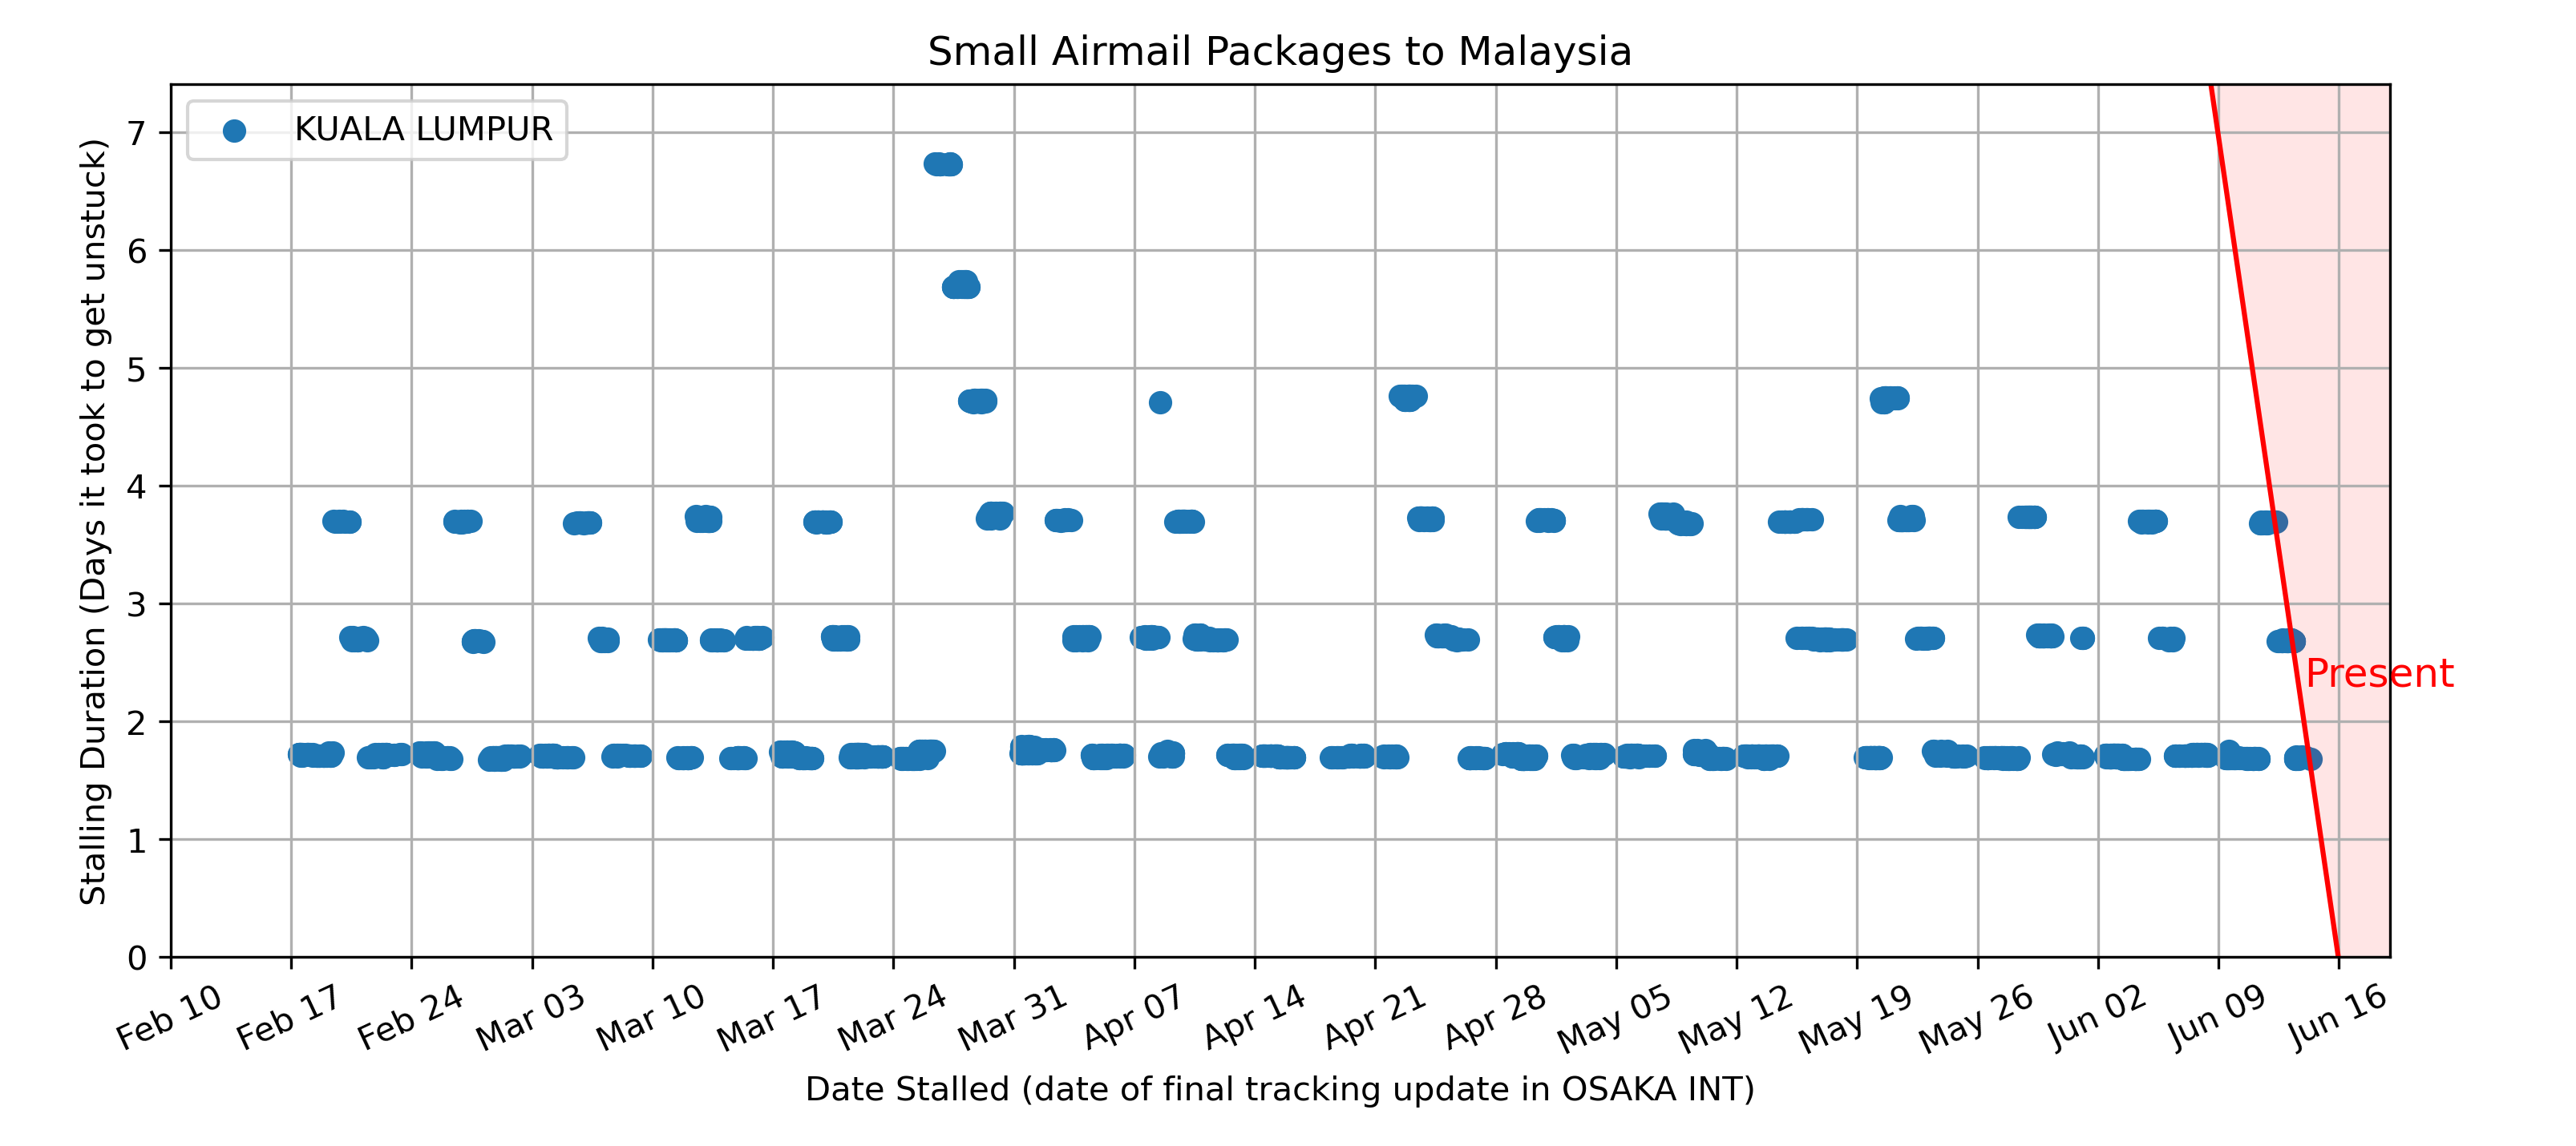 Small Airmail Packages to Malaysia
KUALA LUMPUR
Stalling Duration (Days it took to get unstuck)
7
6
5
4
3
2
1
0
Present
Feb 10
Feb 17
Feb 24
Mar 03
Mar 10
Mar 17
Mar 24
Mar 31
Apr 07
Apr 14
Apr 21
Apr 28
May 05
May 12
May 19
May 26
Jun 02
Jun 09
Jun 16
Date Stalled (date of final tracking update in OSAKA INT)